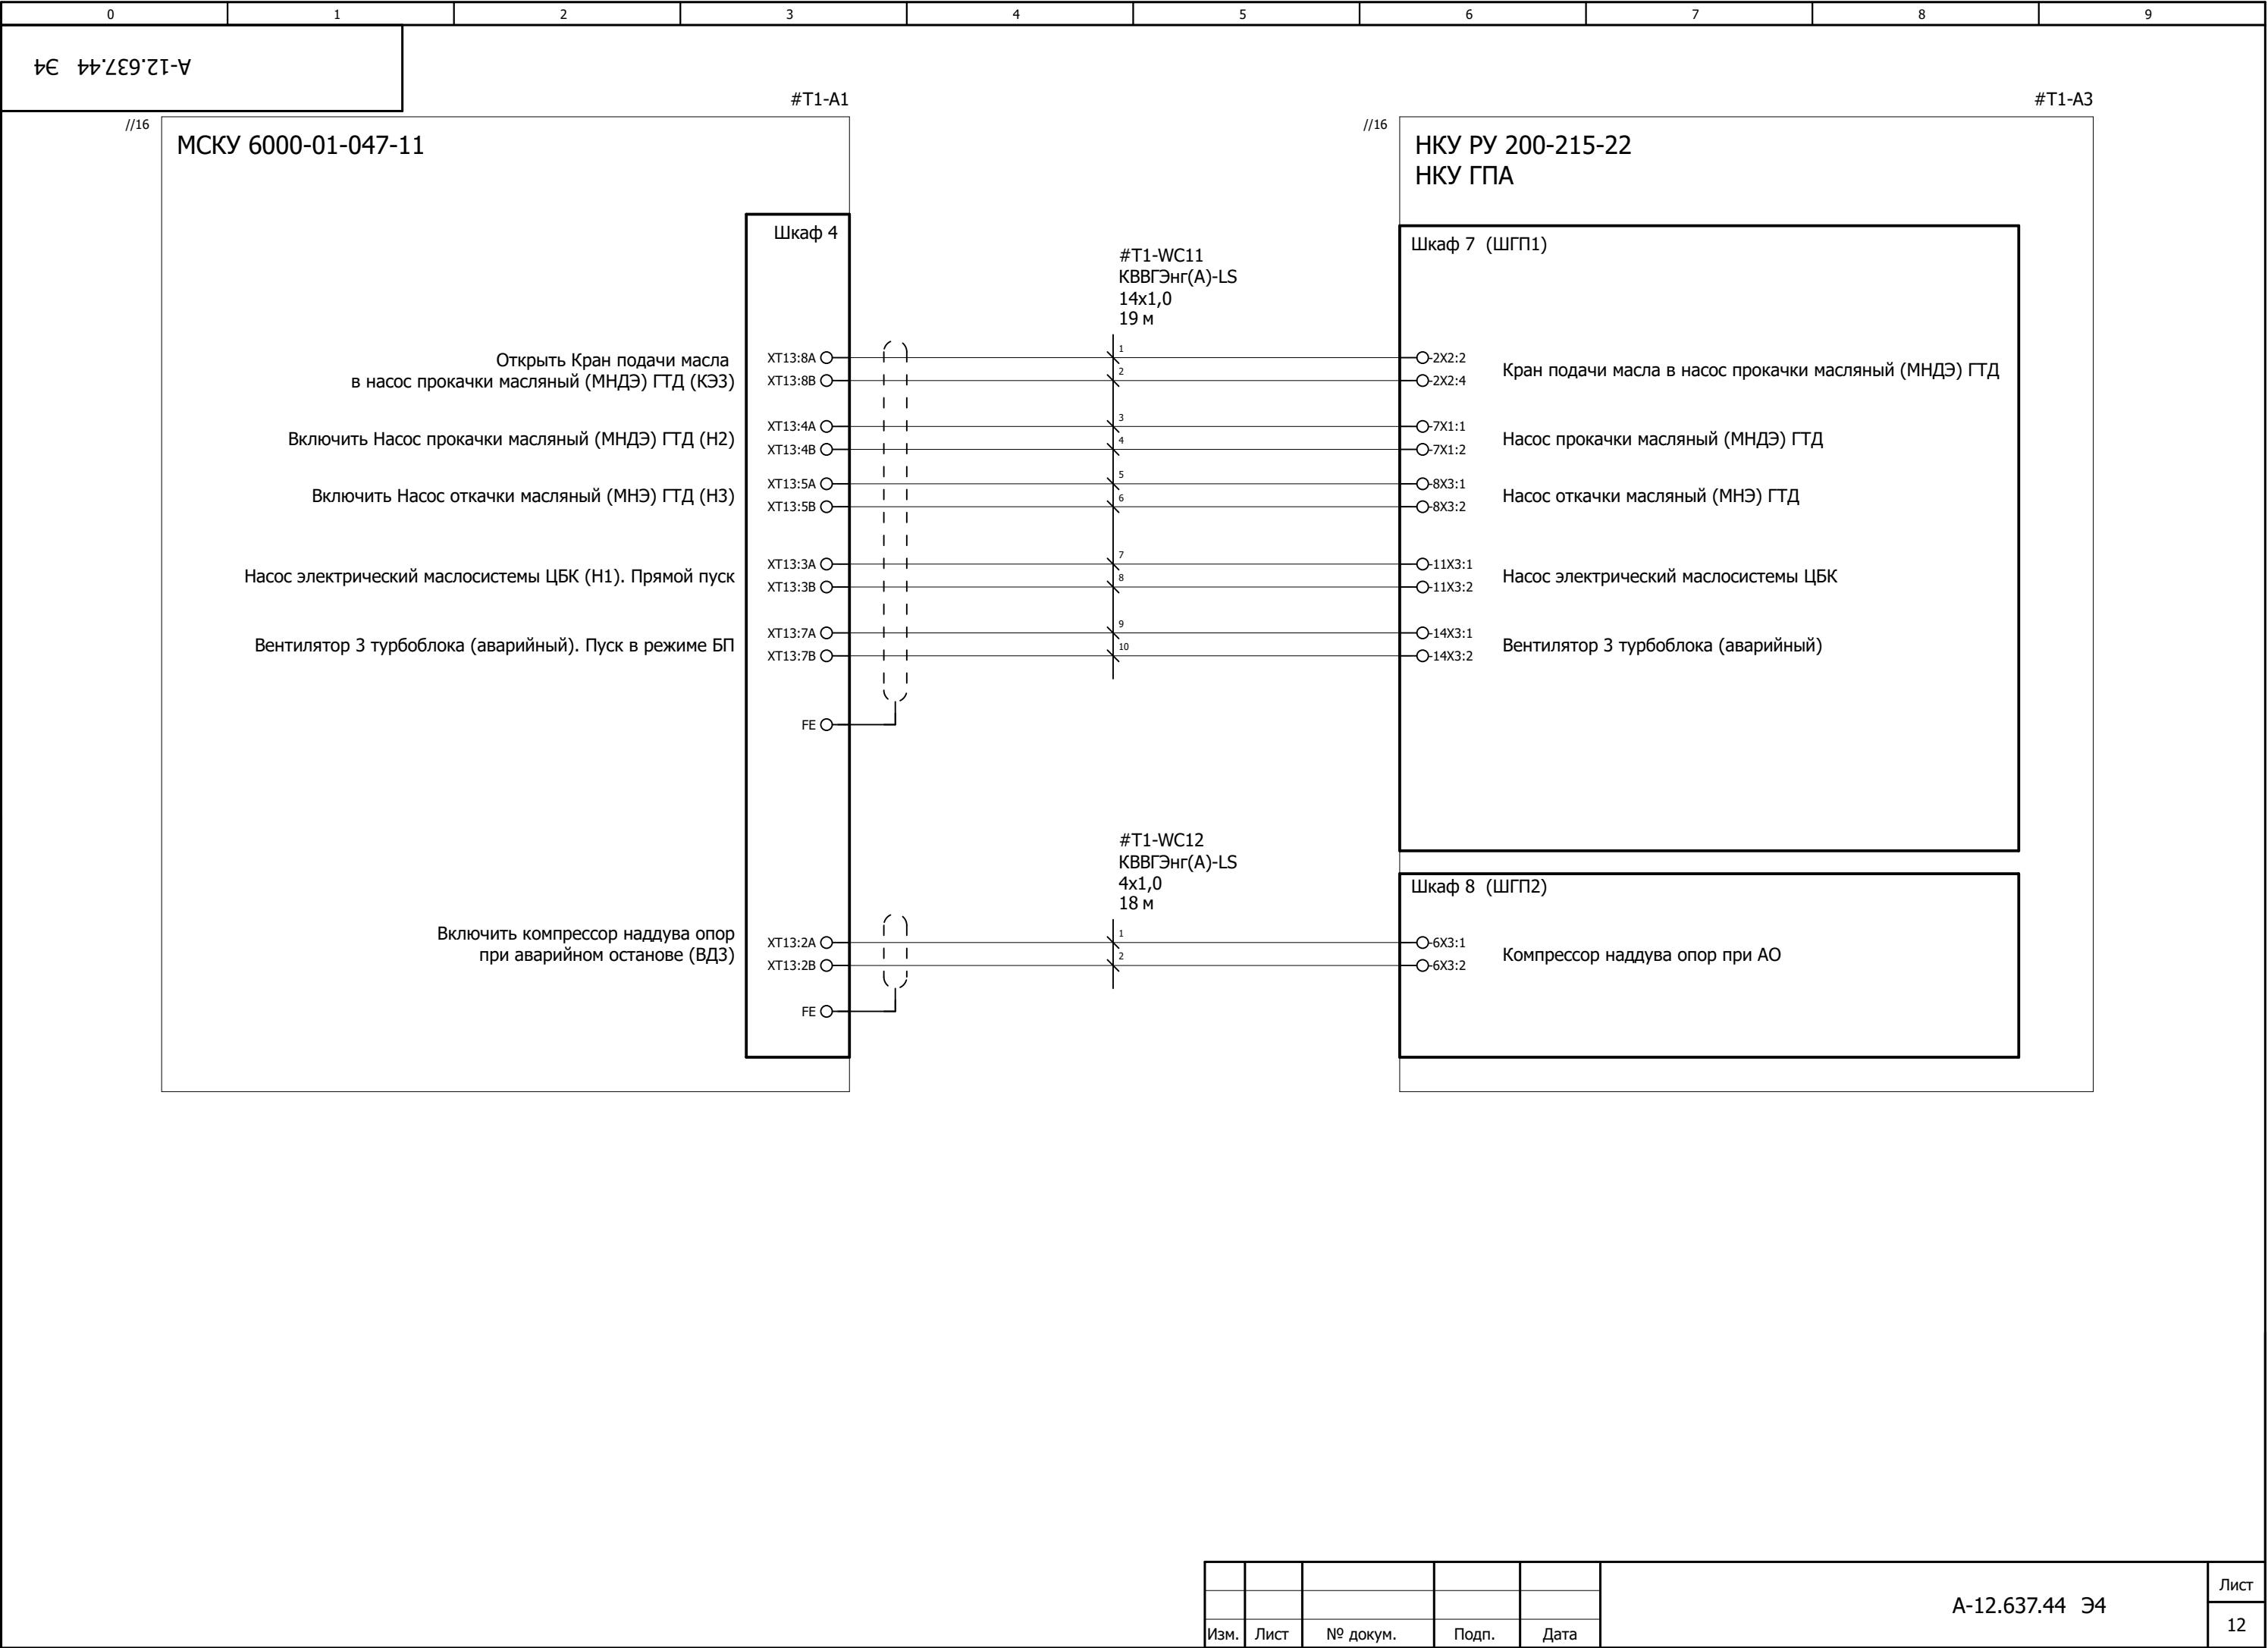 0 1 2 3 4 5 6 7 8 9
А-12.637.44 Э4
#T1-A1
#T1-A3
//16
МСКУ 6000-01-047-11
//16
НКУ РУ 200-215-22
НКУ ГПА
Шкаф 4
Шкаф 7 (ШГП1)
#T1-WC11
КВВГЭнг(А)-LS
14х1,0
19 м
Открыть Кран подачи масла
в насос прокачки масляный (МНДЭ) ГТД (КЭ3)
XT13:8A 1 -2X2:2
XT13:8B 2 -2X2:4
Кран подачи масла в насос прокачки масляный (МНДЭ) ГТД
Включить Насос прокачки масляный (МНДЭ) ГТД (Н2)
XT13:4A 3 -7X1:1
XT13:4B 4 -7X1:2
Насос прокачки масляный (МНДЭ) ГТД
Включить Насос откачки масляный (МНЭ) ГТД (Н3)
XT13:5A 5 -8X3:1
XT13:5B 6 -8X3:2
Насос откачки масляный (МНЭ) ГТД
Насос электрический маслосистемы ЦБК (Н1). Прямой пуск
XT13:3A 7 -11X3:1
XT13:3B 8 -11X3:2
Насос электрический маслосистемы ЦБК
Вентилятор 3 турбоблока (аварийный). Пуск в режиме БП
XT13:7A 9 -14X3:1
XT13:7B 10 -14X3:2
Вентилятор 3 турбоблока (аварийный)
FE
#T1-WC12
КВВГЭнг(А)-LS
4х1,0
18 м
Шкаф 8 (ШГП2)
Включить компрессор наддува опор
при аварийном останове (ВД3)
XT13:2A 1 -6X3:1
XT13:2B 2 -6X3:2
Компрессор наддува опор при АО
FE
Изм. Лист № докум. Подп. Дата
А-12.637.44 Э4
Лист
12